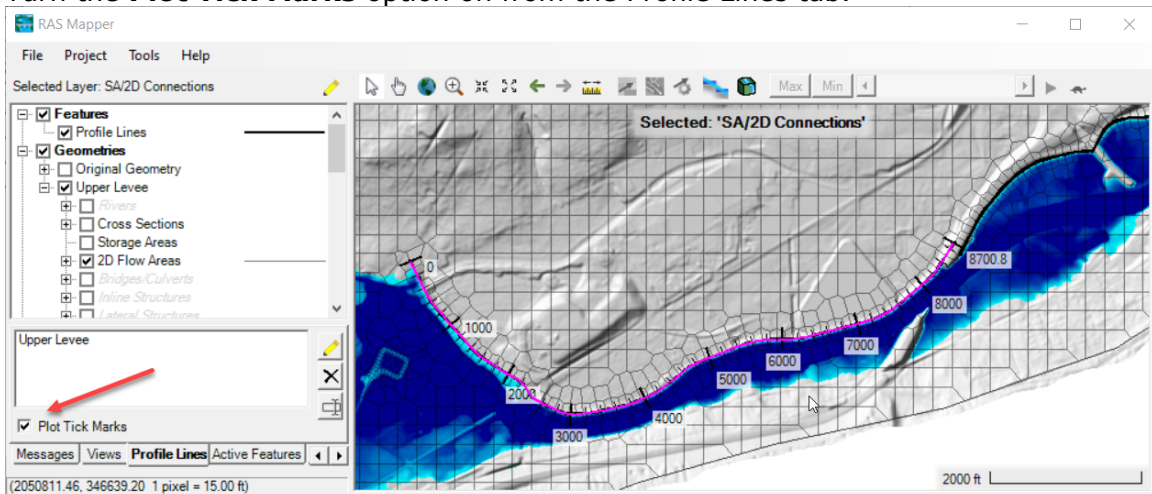 Turn the Plot Tick Marks option on from the Profile Lines tab.
RAS Mapper
File Project Tools Help
Selected Layer: SA/2D Connections
Max Min
Features
Profile Lines
Geometries
Original Geometry
Upper Levee
Rivers
Cross Sections
Storage Areas
2D Flow Areas
Bridges/Culverts
Inline Structures
Lateral Structures
Selected: 'SA/2D Connections'
0
1000
2000
3000
4000
5000
6000
7000
8000
8700.8
2000 ft
Upper Levee
Plot Tick Marks
Messages Views Profile Lines Active Features
(2050811.46, 346639.20 1 pixel = 15.00 ft)